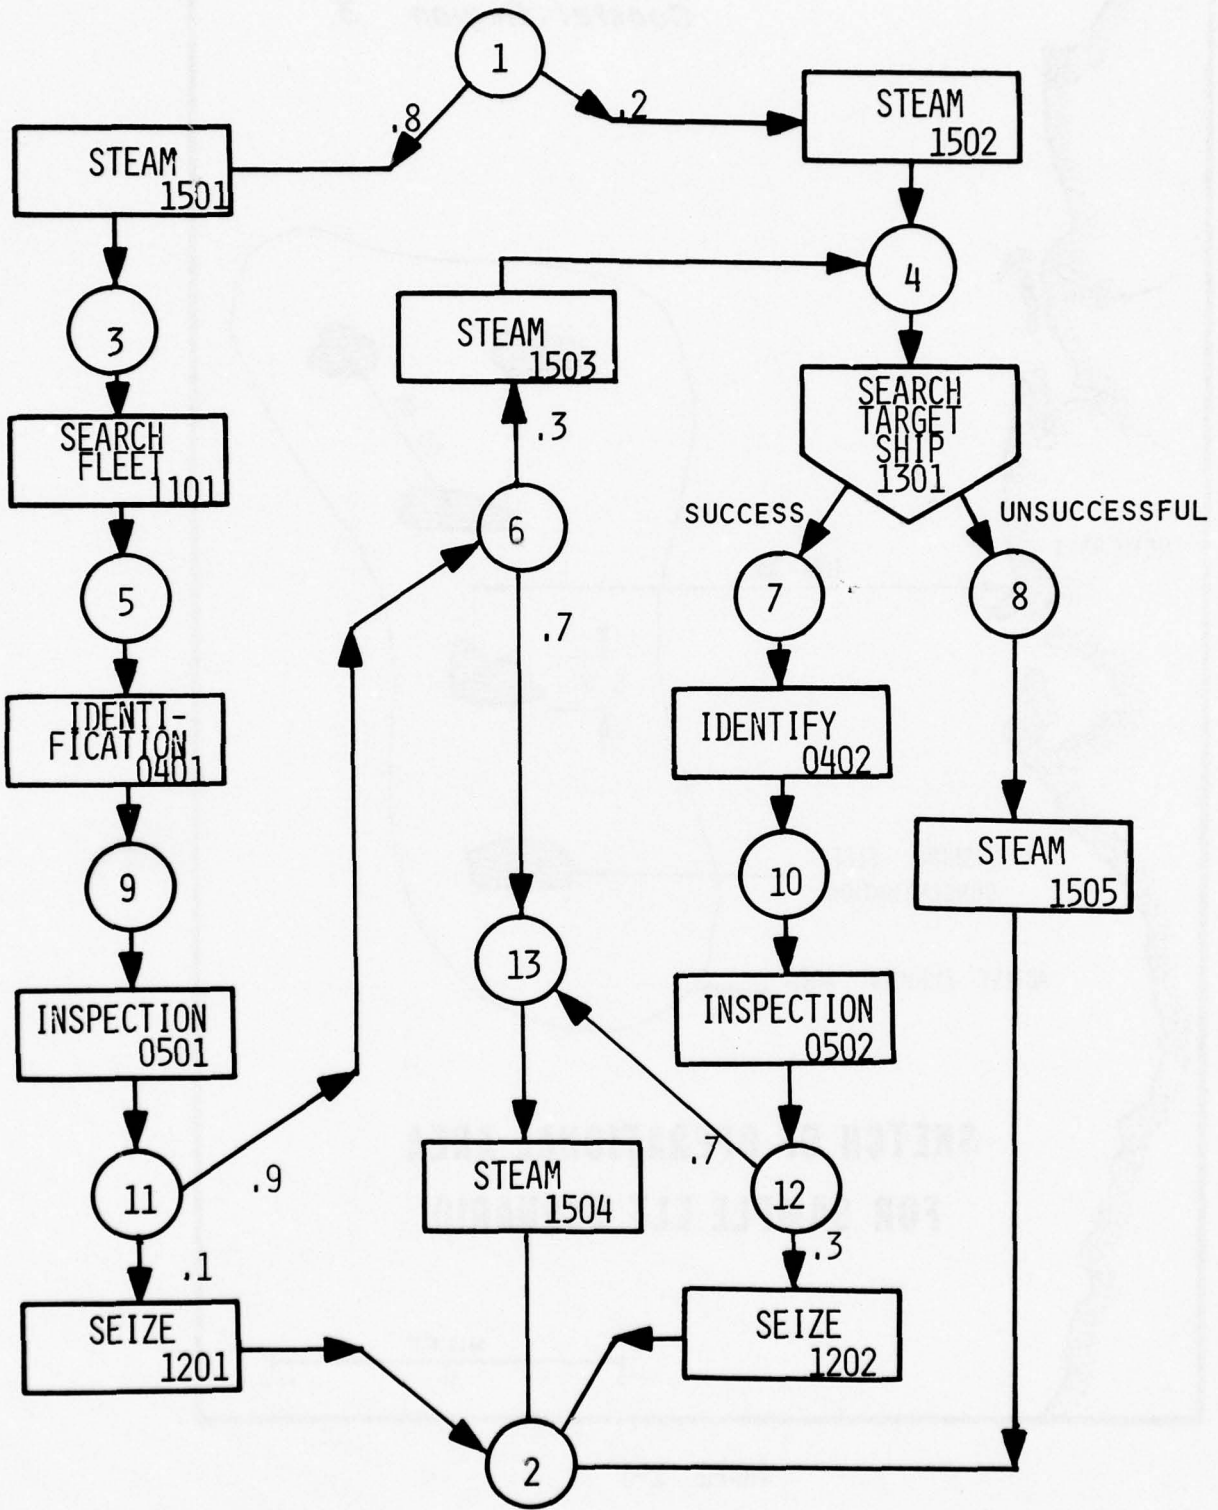 1
.8
.2
STEAM
1502
STEAM
1501
4
STEAM
1503
3
SEARCH
TARGET
SHIP
1301
.3
SEARCH
FLEET
1101
SUCCESS
UNSUCCESSFUL
6
5
7
8
.7
IDENTI-
FICATION
0401
IDENTIFY
0402
STEAM
1505
9
10
13
INSPECTION
0501
INSPECTION
0502
11
.9
.7
12
STEAM
1504
.1
.3
SEIZE
1201
SEIZE
1202
2